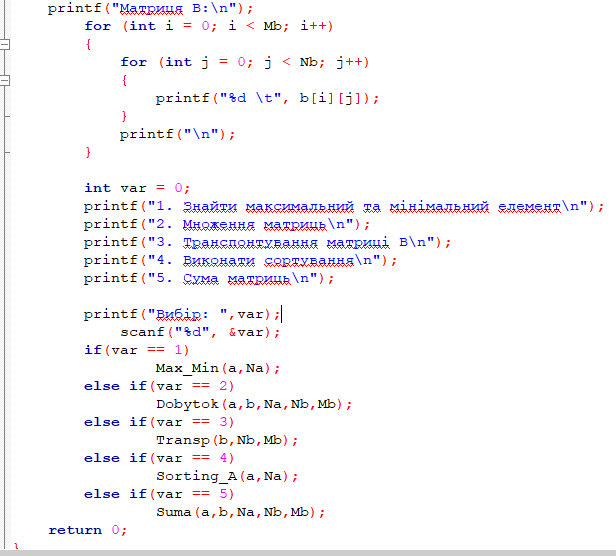 printf("Матриця B:\n");
for (int i = 0; i < Mb; i++)
{
for (int j = 0; j < Nb; j++)
{
printf("%d \t", b[i][j]);
}
printf("\n");
}
int var = 0;
printf("1. Знайти максимальний та мінімальний елемент\n");
printf("2. Множення матриць\n");
printf("3. Транспонтування матриці B\n");
printf("4. Виконати сортування\n");
printf("5. Сума матриць\n");
printf("Вибір: ",var);
scanf("%d", &var);
if(var == 1)
Max_Min(a,Na);
else if(var == 2)
Dobytok(a,b,Na,Nb,Mb);
else if(var == 3)
Transp(b,Nb,Mb);
else if(var == 4)
Sorting_A(a,Na);
else if(var == 5)
Suma(a,b,Na,Nb,Mb);
return 0;
}